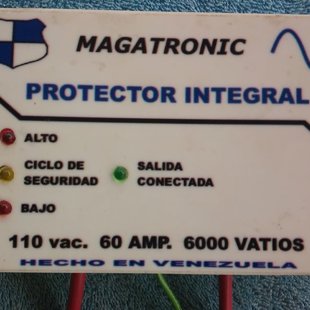 MAGATRONIC
PROTECTOR INTEGRAL
ALTO
CICLO DE
SEGURIDAD
SALIDA
CONECTADA
BAJO
110 vac. 60 AMP. 6000 VATIOS
HECHO EN VENEZUELA